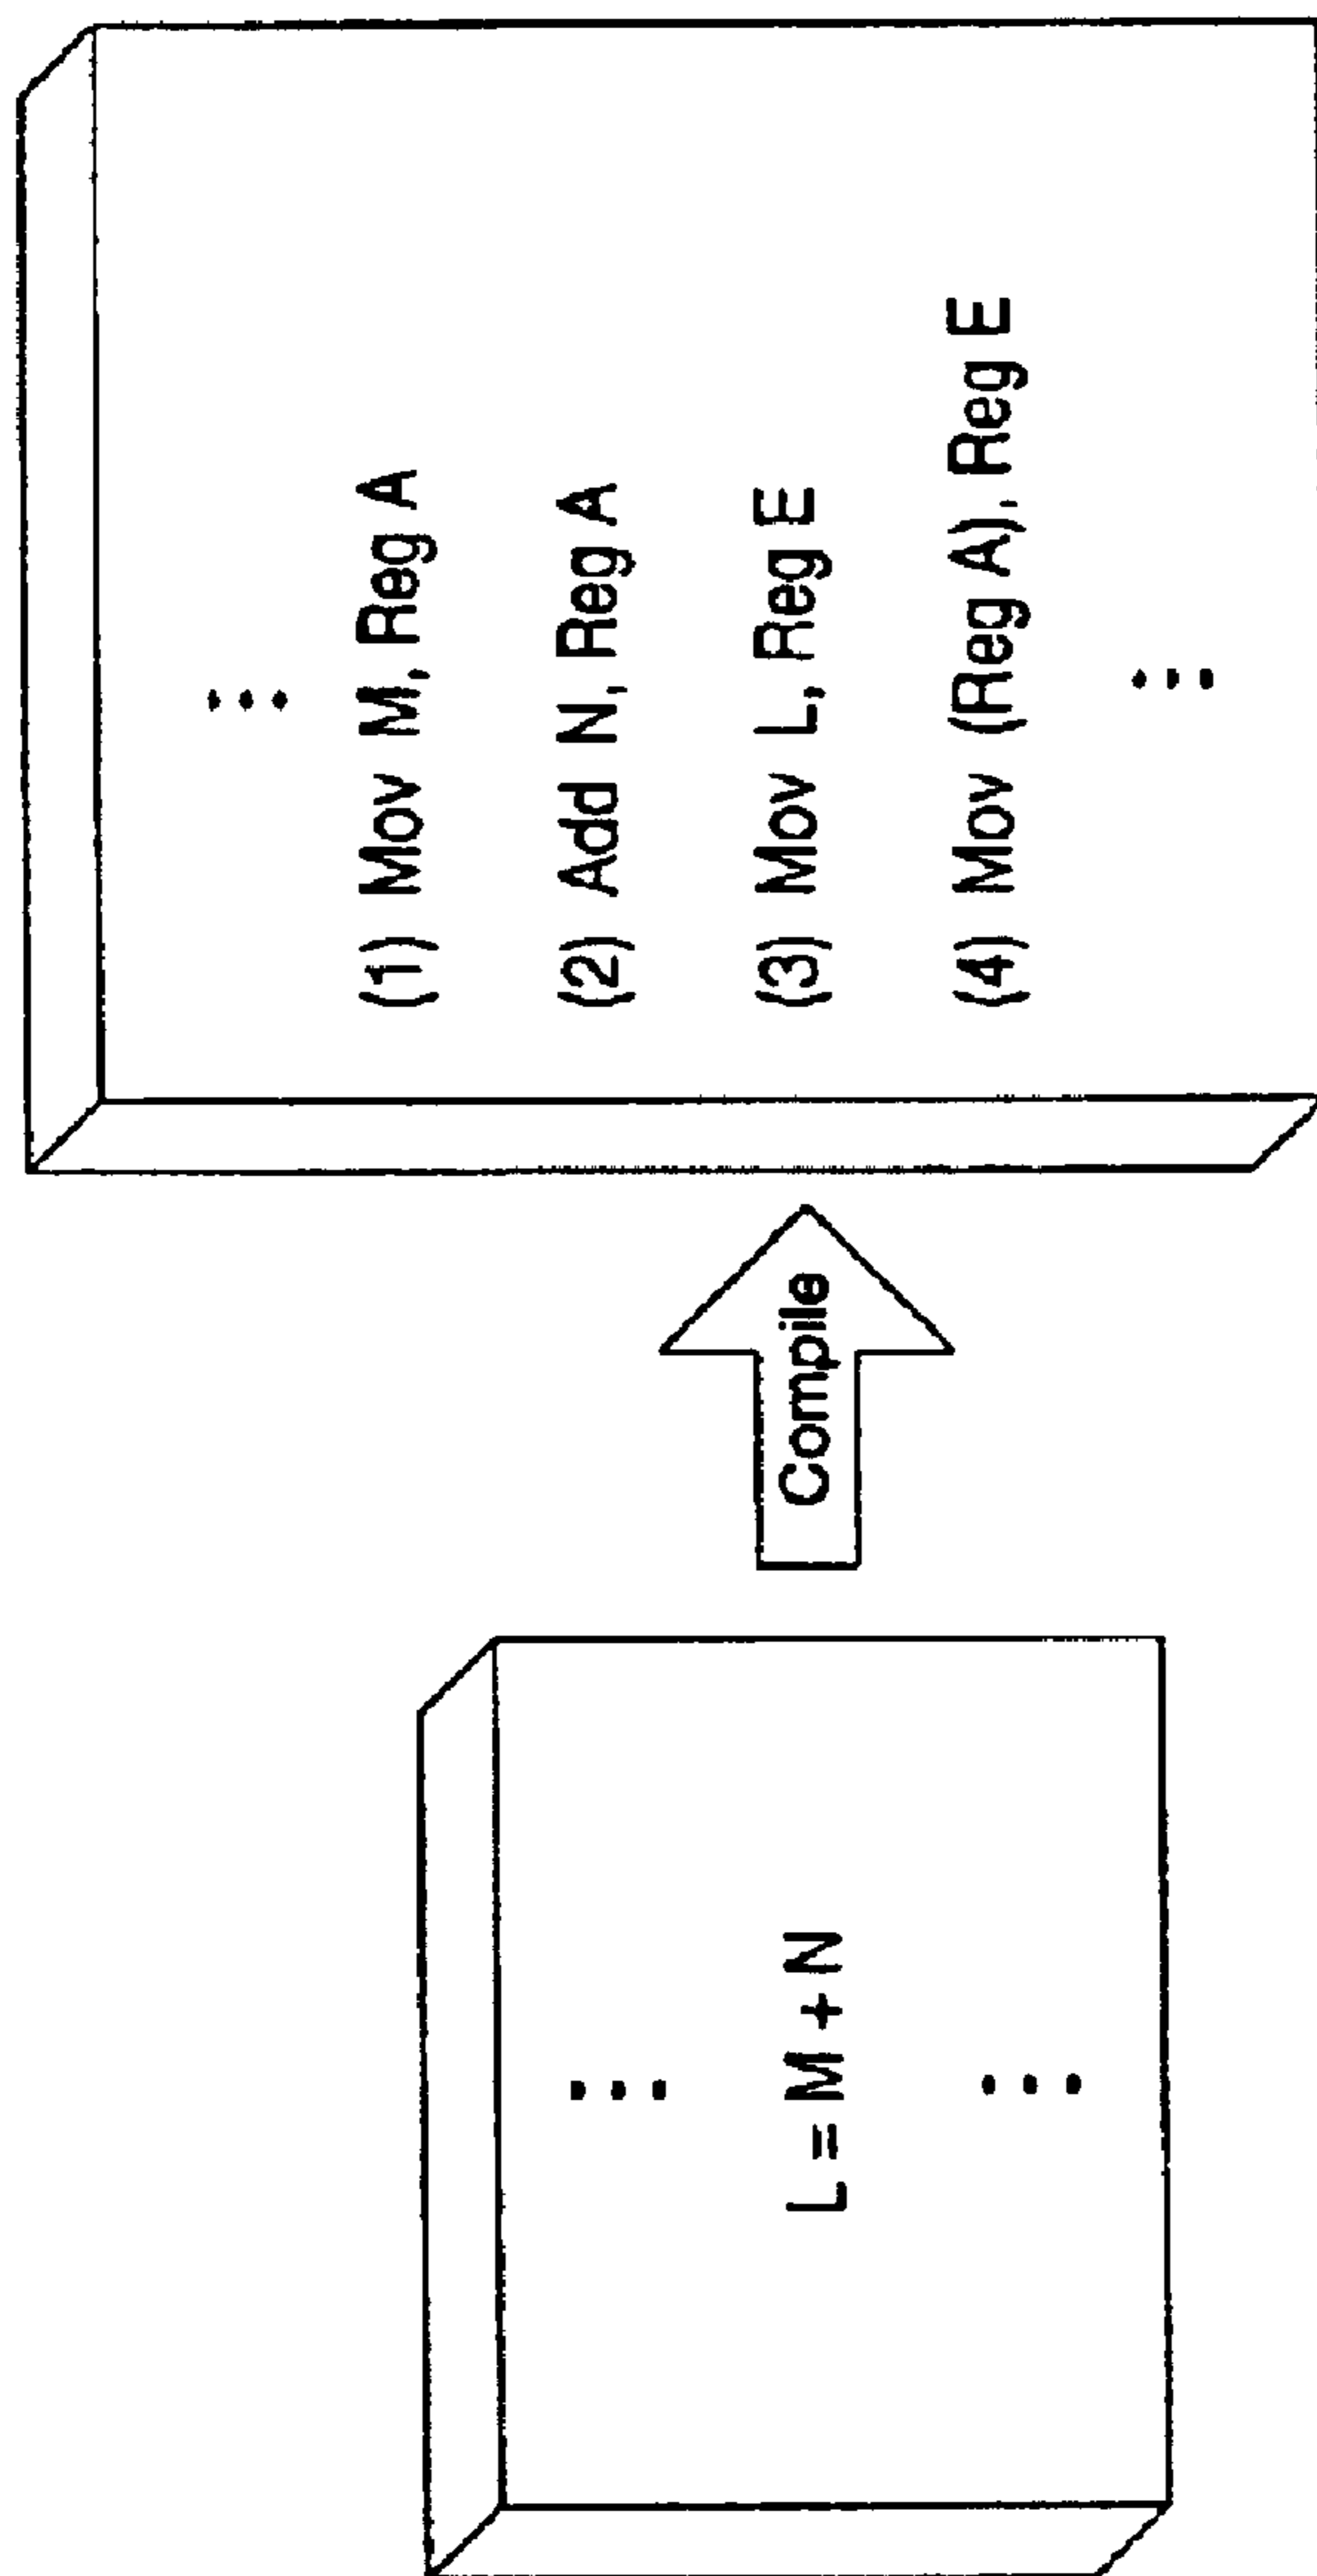 ⋮
L = M + N
⋮
Compile
⋮
(1) Mov M, Reg A
(2) Add N, Reg A
(3) Mov L, Reg E
(4) Mov (Reg A), Reg E
⋮